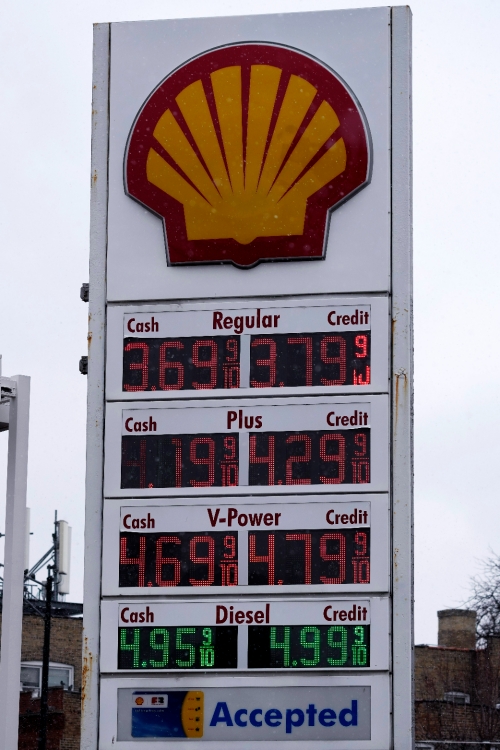 Regular
Cash Credit
3.69 9/10 3.79 9/10
Plus
Cash Credit
4.19 9/10 4.29 9/10
V-Power
Cash Credit
4.69 9/10 4.79 9/10
Diesel
Cash Credit
4.95 9/10 4.99 9/10
Accepted